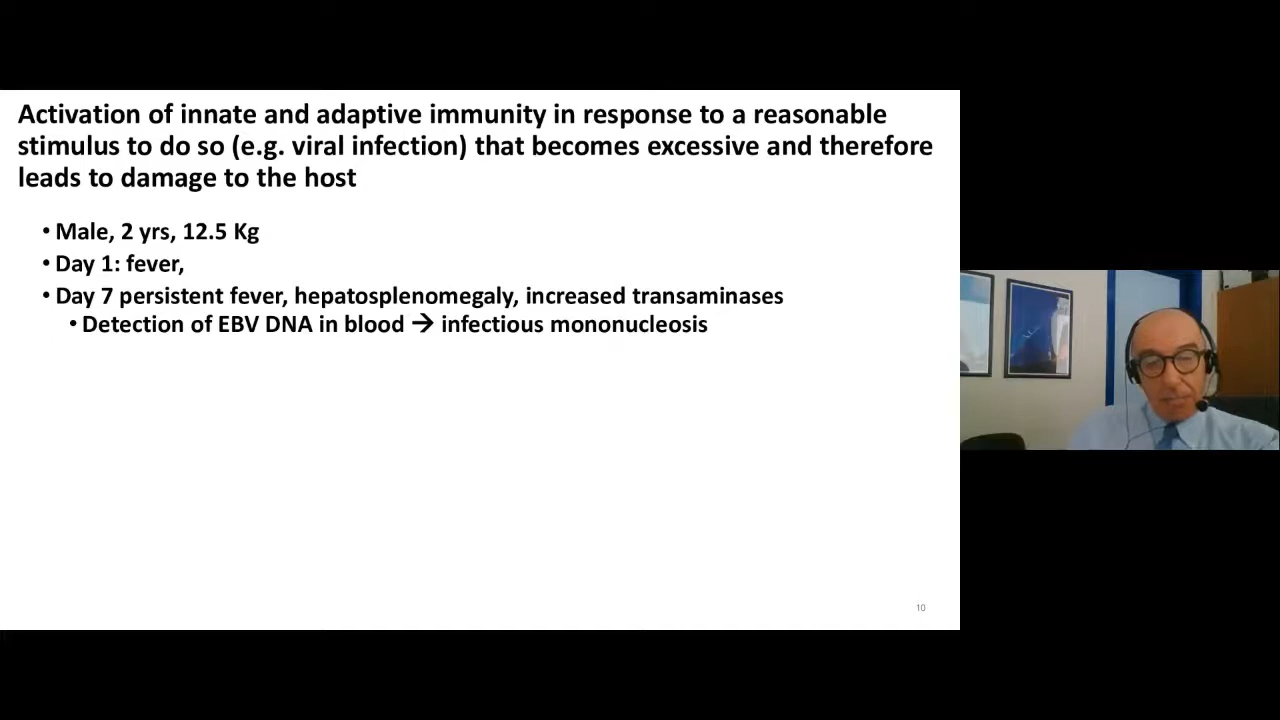 Activation of innate and adaptive immunity in response to a reasonable
stimulus to do so (e.g. viral infection) that becomes excessive and therefore
leads to damage to the host
• Male, 2 yrs, 12.5 Kg
• Day 1: fever,
• Day 7 persistent fever, hepatosplenomegaly, increased transaminases
• Detection of EBV DNA in blood → infectious mononucleosis
10